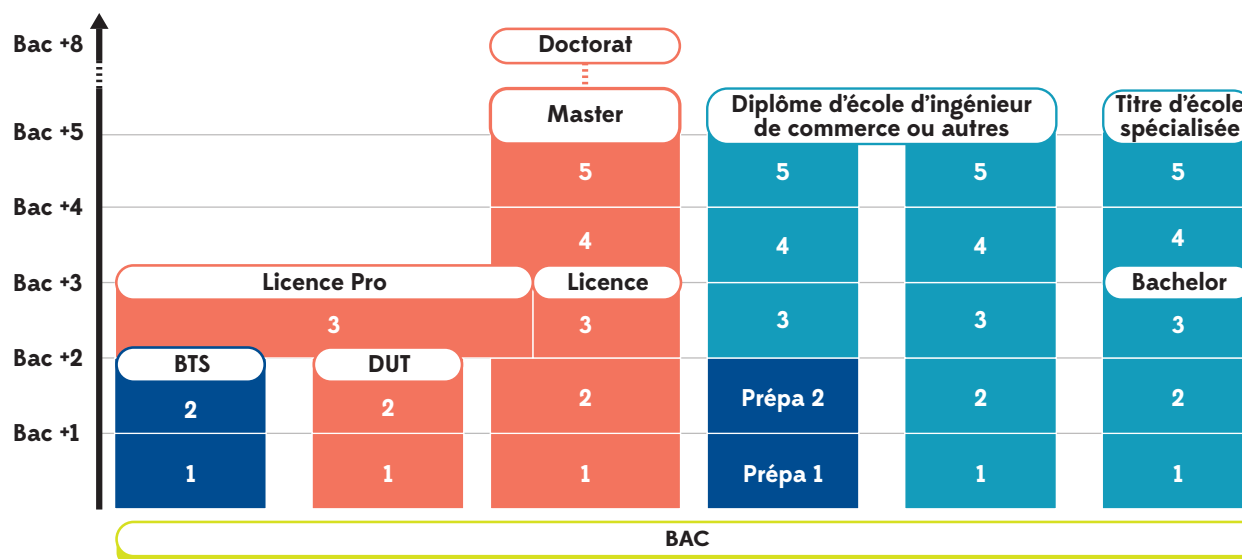 Bac +8
Doctorat
Master
Diplôme d'école d'ingénieur
de commerce ou autres
Titre d'école
spécialisée
Bac +5
5
5
5
5
Bac +4
4
4
4
4
Bac +3
Licence Pro
Licence
Bachelor
3
3
3
3
3
Bac +2
BTS
DUT
2
2
2
Prépa 2
2
2
Bac +1
1
1
1
Prépa 1
1
1
BAC